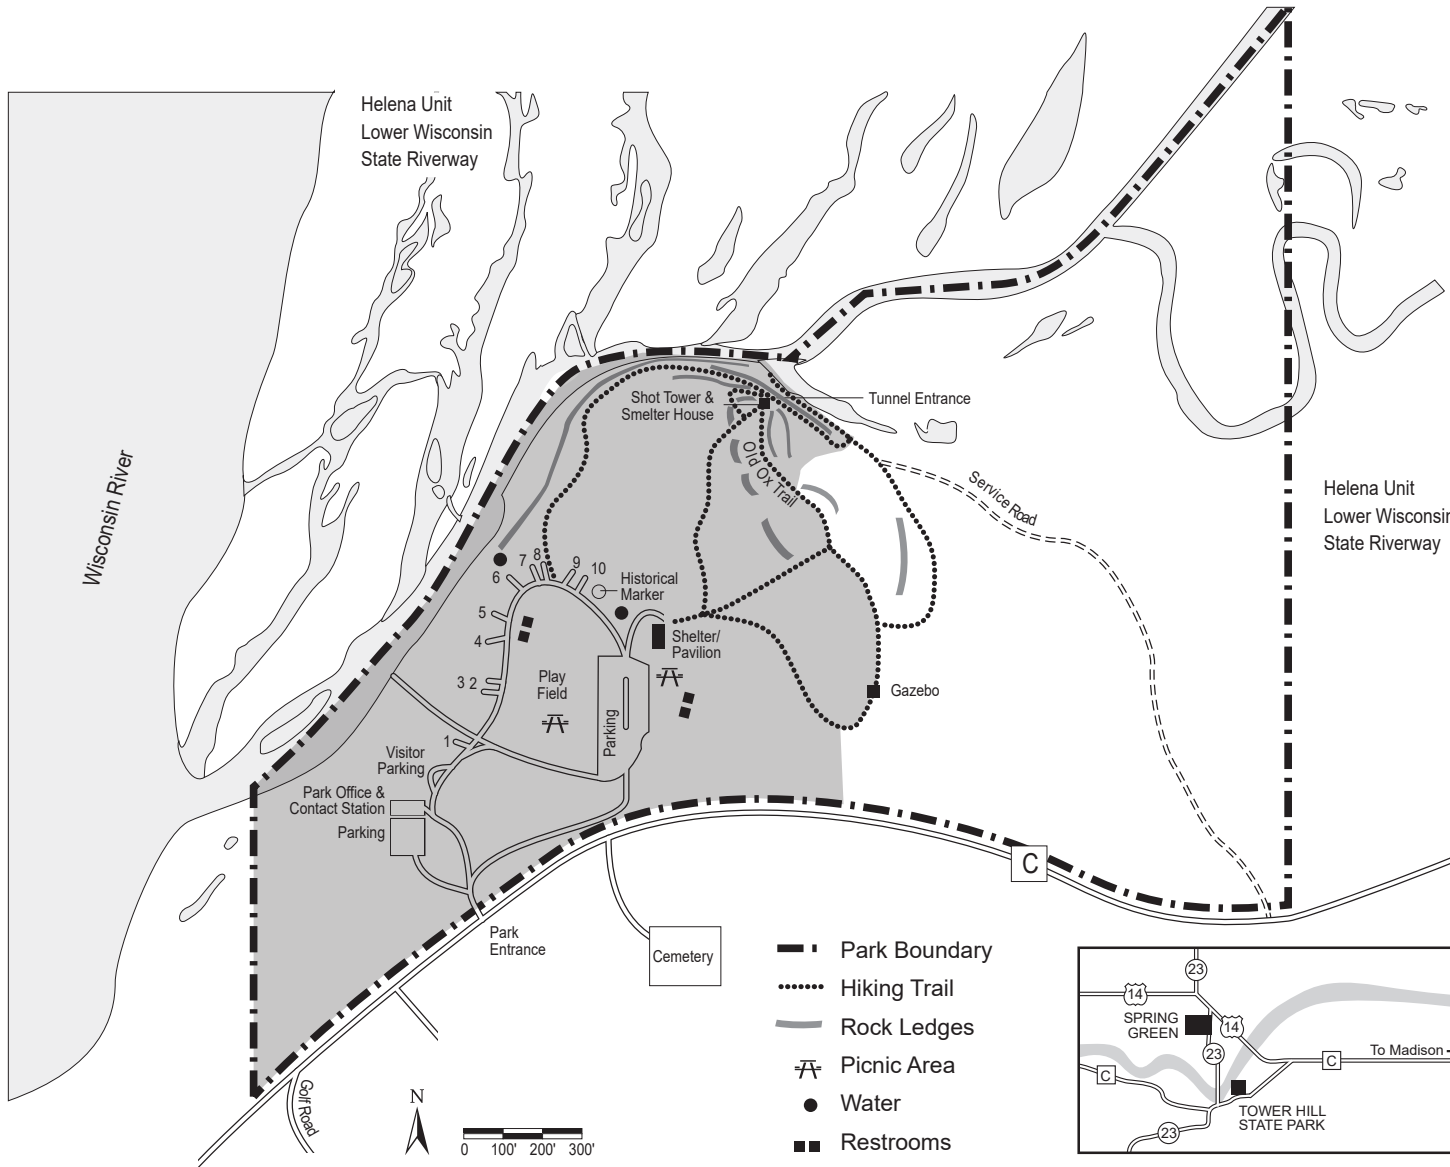 Helena Unit
Lower Wisconsin
State Riverway
Wisconsin River
Shot Tower &
Smelter House
Tunnel Entrance
Old Ox Trail
Service Road
Helena Unit
Lower Wisconsin
State Riverway
7
8
9
10
6
5
4
3 2
1
Historical
Marker
Shelter/
Pavilion
Play
Field
Parking
Gazebo
Visitor
Parking
Park Office &
Contact Station
Parking
C
Park
Entrance
Cemetery
Golf Road
N
0 100' 200' 300'
Park Boundary
Hiking Trail
Rock Ledges
Picnic Area
Water
Restrooms
23
14
SPRING
GREEN
14
23
To Madison
C
C
TOWER HILL
STATE PARK
23